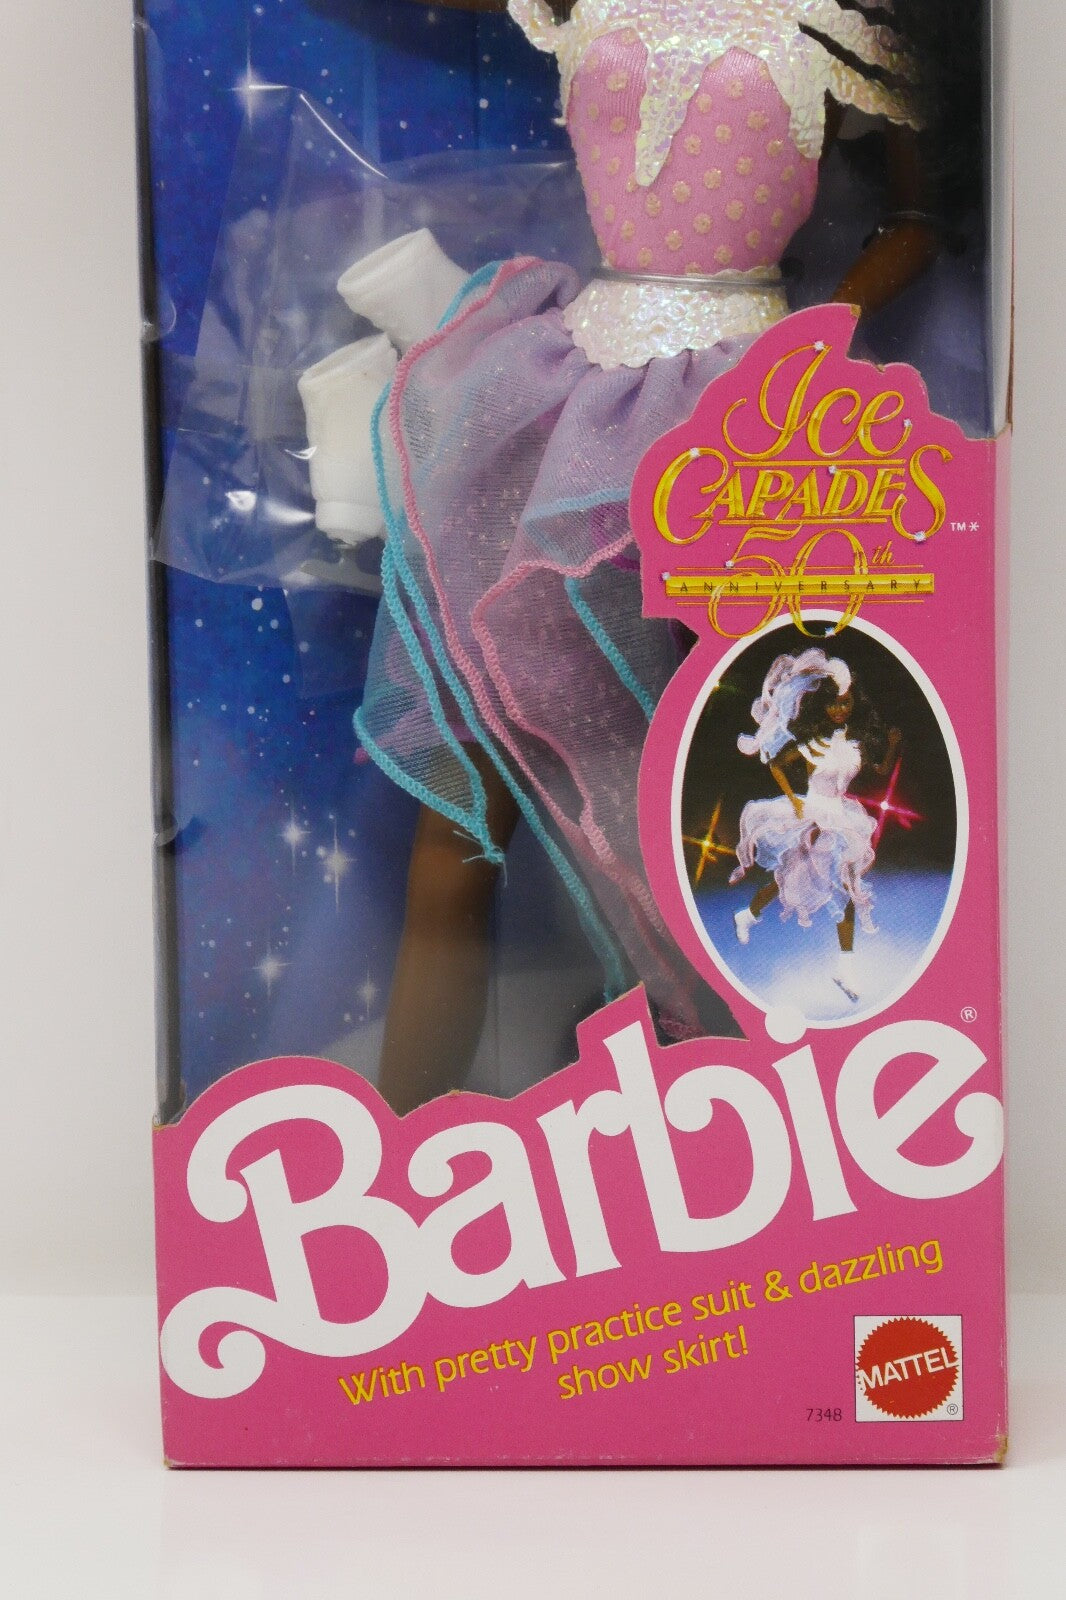 Ice
CAPADES TM*
50th
ANNIVERSARY
Barbie®
With pretty practice suit & dazzling
show skirt!
MATTEL
®
7348